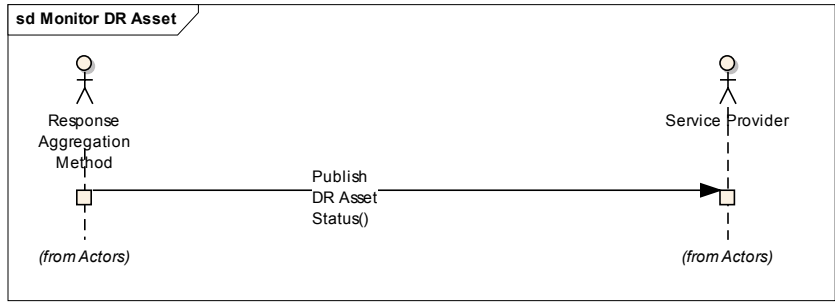 sd Monitor DR Asset
Response
Aggregation
Method
Service Provider
Publish
DR Asset
Status()
(from Actors)
(from Actors)